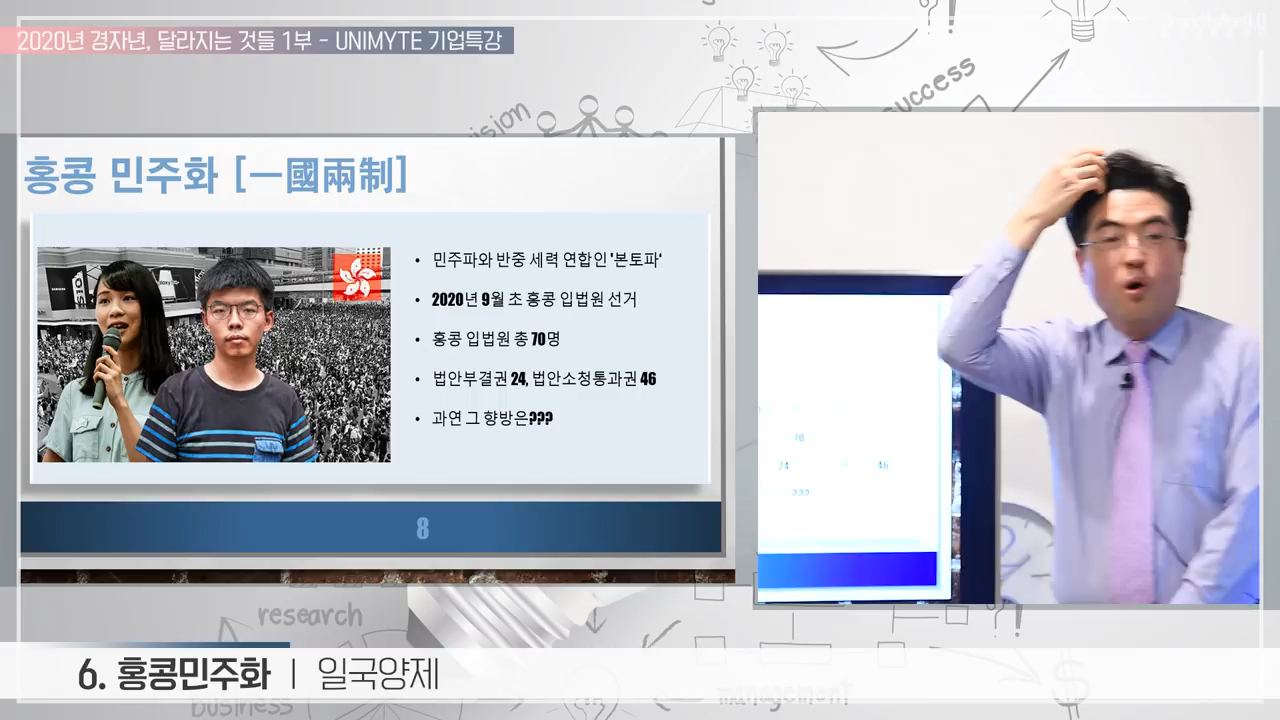 2020년 경자년, 달라지는 것들 1부 - UNIMYTE 기업특강
success
홍콩 민주화 [一國兩制]
• 민주파와 반중 세력 연합인 '본토파'
• 2020년 9월 초 홍콩 입법원 선거
• 홍콩 입법원 총 70명
• 법안부결권 24, 법안소청통과권 46
• 과연 그 향방은???
70
24
46
???
8
research
6. 홍콩민주화 | 일국양제
business
management